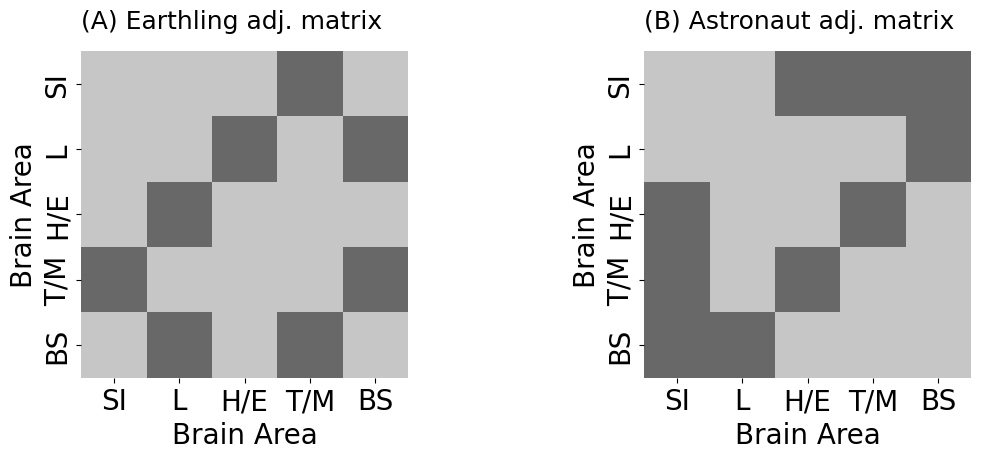 (A) Earthling adj. matrix
Brain Area
SI
L
H/E
T/M
BS
SI L H/E T/M BS
Brain Area
(B) Astronaut adj. matrix
Brain Area
SI
L
H/E
T/M
BS
SI L H/E T/M BS
Brain Area